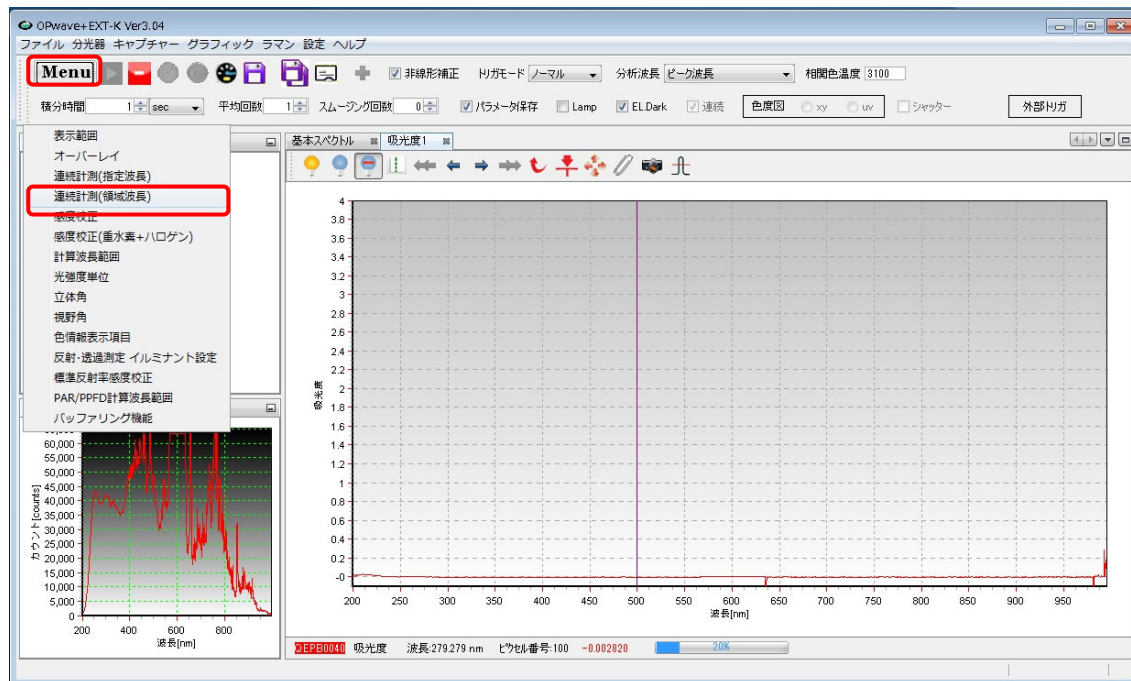 OPwave+EXT-K Ver3.04
ファイル 分光器 キャプチャー グラフィック ラマン 設定 ヘルプ
Menu 非線形補正 トリガモード ノーマル 分析波長 ピーク波長 相関色温度 3100
積分時間 1 sec 平均回数 1 スムージング回数 0 パラメータ保存 Lamp EL.Dark 連続 色度図 xy uv シャッター 外部トリガ
表示範囲
オーバーレイ
連続計測(指定波長)
連続計測(領域波長)
感度校正
感度校正(重水素+ハロゲン)
計算波長範囲
光強度単位
立体角
視野角
色情報表示項目
反射・透過測定 イルミナント設定
標準反射率感度校正
PAR/PPFD計算波長範囲
バッファリング機能
基本スペクトル 吸光度1
4
3.8
3.6
3.4
3.2
3
2.8
2.6
2.4
2.2
2
1.8
1.6
1.4
1.2
1
0.8
0.6
0.4
0.2
-0
吸光度
200 250 300 350 400 450 500 550 600 650 700 750 800 850 900 950
波長[nm]
60,000
55,000
50,000
45,000
40,000
35,000
30,000
25,000
20,000
15,000
10,000
5,000
0
カウント[counts]
200 400 600 800
波長[nm]
QEPB0040 吸光度 波長:279.279 nm ピクセル番号:100 -0.002820 20%